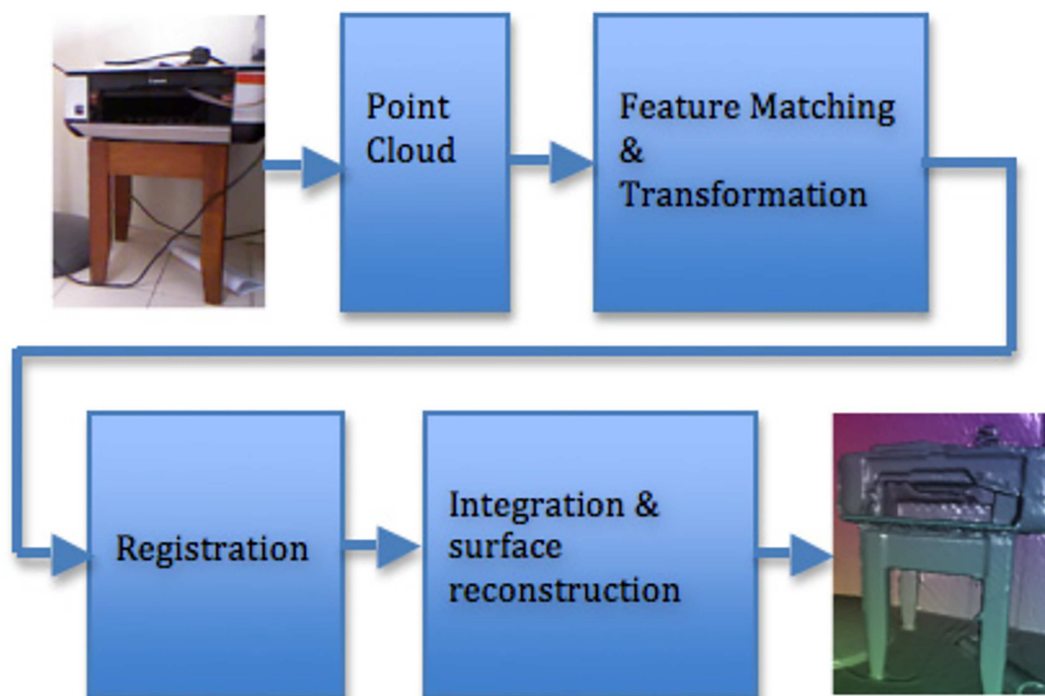 Point
Cloud
Feature Matching
&
Transformation
Registration
Integration &
surface
reconstruction